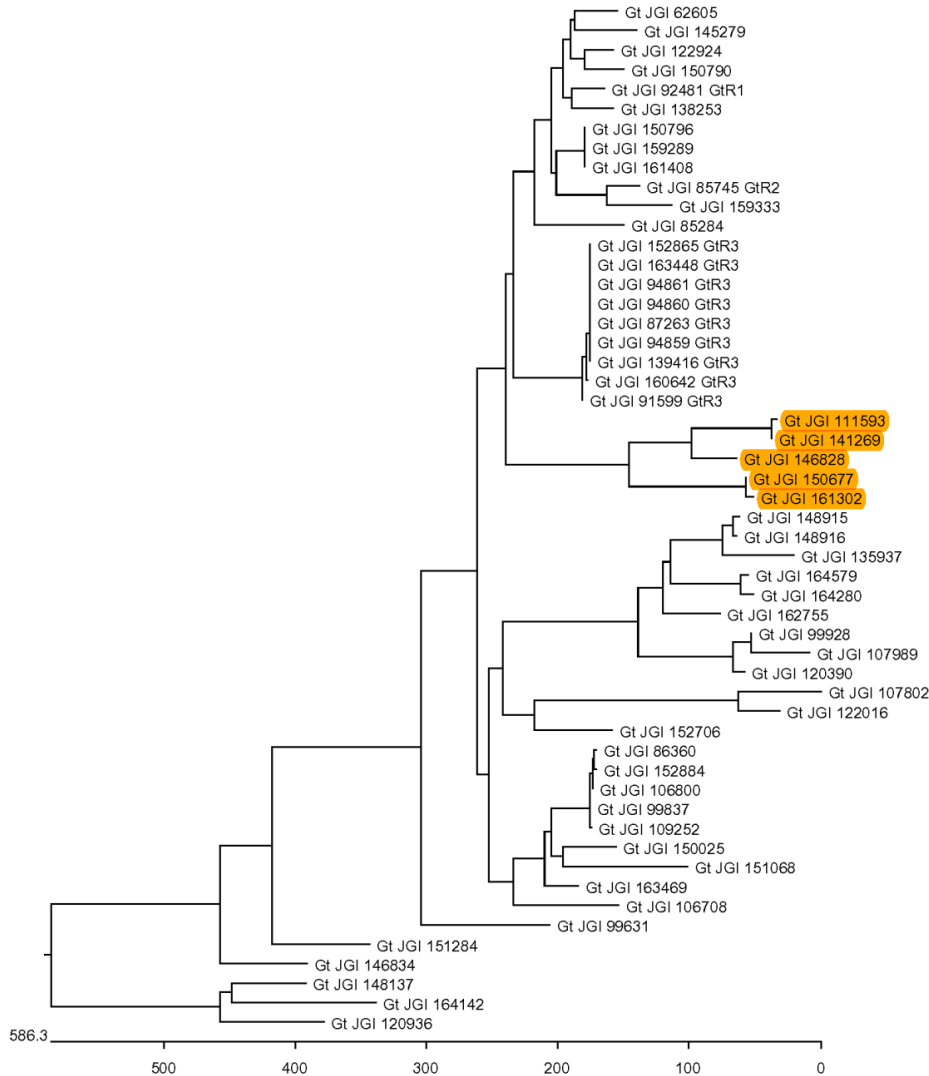 Gt JGI 62605
Gt JGI 145279
Gt JGI 122924
Gt JGI 150790
Gt JGI 92481 GtR1
Gt JGI 138253
Gt JGI 150796
Gt JGI 159289
Gt JGI 161408
Gt JGI 85745 GtR2
Gt JGI 159333
Gt JGI 85284
Gt JGI 152865 GtR3
Gt JGI 163448 GtR3
Gt JGI 94861 GtR3
Gt JGI 94860 GtR3
Gt JGI 87263 GtR3
Gt JGI 94859 GtR3
Gt JGI 139416 GtR3
Gt JGI 160642 GtR3
Gt JGI 91599 GtR3
Gt JGI 111593
Gt JGI 141269
Gt JGI 146828
Gt JGI 150677
Gt JGI 161302
Gt JGI 148915
Gt JGI 148916
Gt JGI 135937
Gt JGI 164579
Gt JGI 164280
Gt JGI 162755
Gt JGI 99928
Gt JGI 107989
Gt JGI 120390
Gt JGI 107802
Gt JGI 122016
Gt JGI 152706
Gt JGI 86360
Gt JGI 152884
Gt JGI 106800
Gt JGI 99837
Gt JGI 109252
Gt JGI 150025
Gt JGI 151068
Gt JGI 163469
Gt JGI 106708
Gt JGI 99631
Gt JGI 151284
Gt JGI 146834
Gt JGI 148137
Gt JGI 164142
Gt JGI 120936
586.3
500 400 300 200 100 0